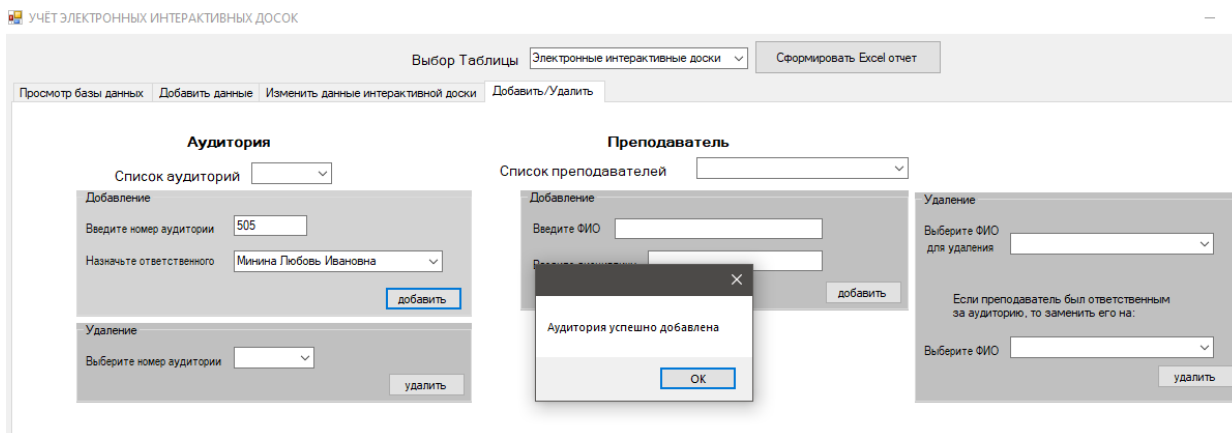 УЧЁТ ЭЛЕКТРОННЫХ ИНТЕРАКТИВНЫХ ДОСОК
Выбор Таблицы Электронные интерактивные доски Сформировать Excel отчет
Просмотр базы данных Добавить данные Изменить данные интерактивной доски Добавить/Удалить
Аудитория Преподаватель
Список аудиторий Список преподавателей
Добавление Добавление Удаление
Введите номер аудитории 505 Введите ФИО Выберите ФИО
для удаления
Назначьте ответственного Минина Любовь Ивановна
добавить добавить Если преподаватель был ответственным
за аудиторию, то заменить его на:
Удаление Аудитория успешно добавлена
Выберите номер аудитории Выберите ФИО
удалить OK удалить